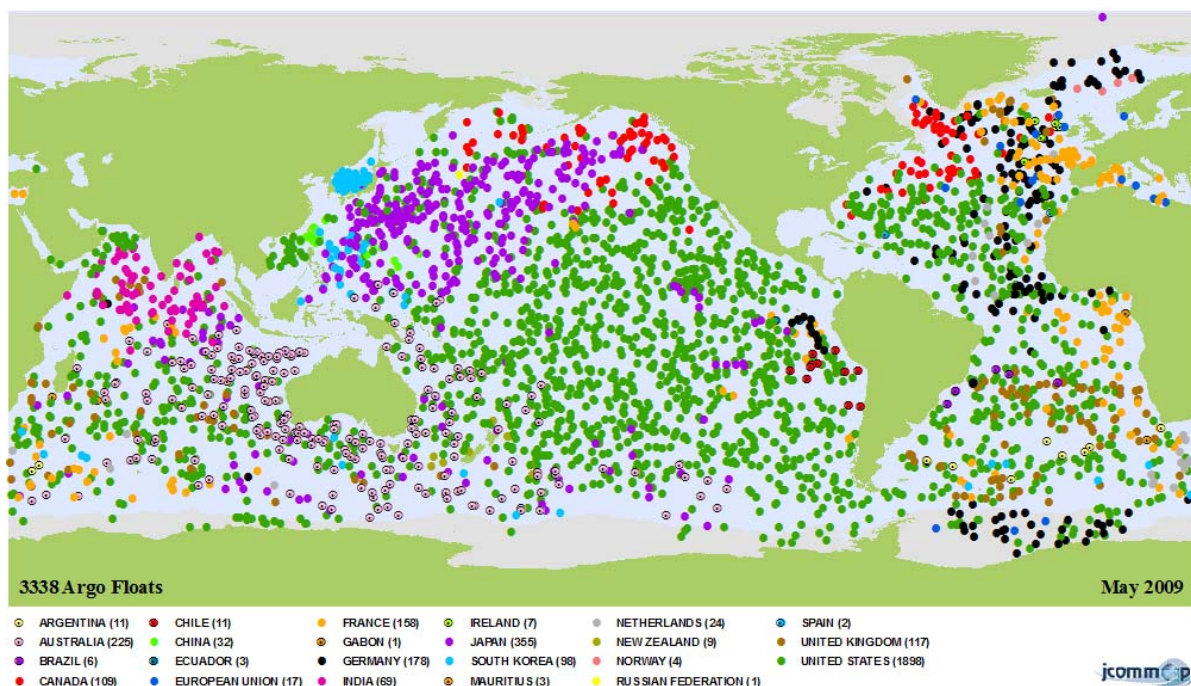 3338 Argo Floats May 2009
ARGENTINA (11) CHILE (11) FRANCE (158) IRELAND (7) NETHERLANDS (24) SPAIN (2)
AUSTRALIA (225) CHINA (32) GABON (1) JAPAN (355) NEW ZEALAND (9) UNITED KINGDOM (117)
BRAZIL (6) ECUADOR (3) GERMANY (178) SOUTH KOREA (98) NORWAY (4) UNITED STATES (1898)
CANADA (109) EUROPEAN UNION (17) INDIA (69) MAURITIUS (3) RUSSIAN FEDERATION (1)
jcommop